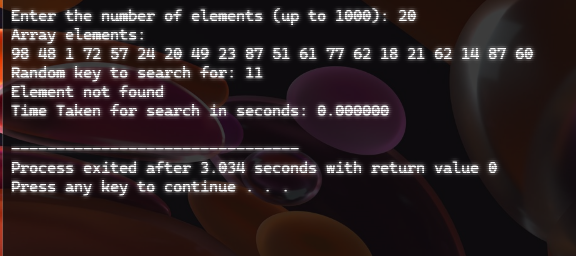 Enter the number of elements (up to 1000): 20
Array elements:
98 48 1 72 57 24 20 49 23 87 51 61 77 62 18 21 62 14 87 60
Random key to search for: 11
Element not found
Time Taken for search in seconds: 0.000000
--------------------------------
Process exited after 3.034 seconds with return value 0
Press any key to continue . . .